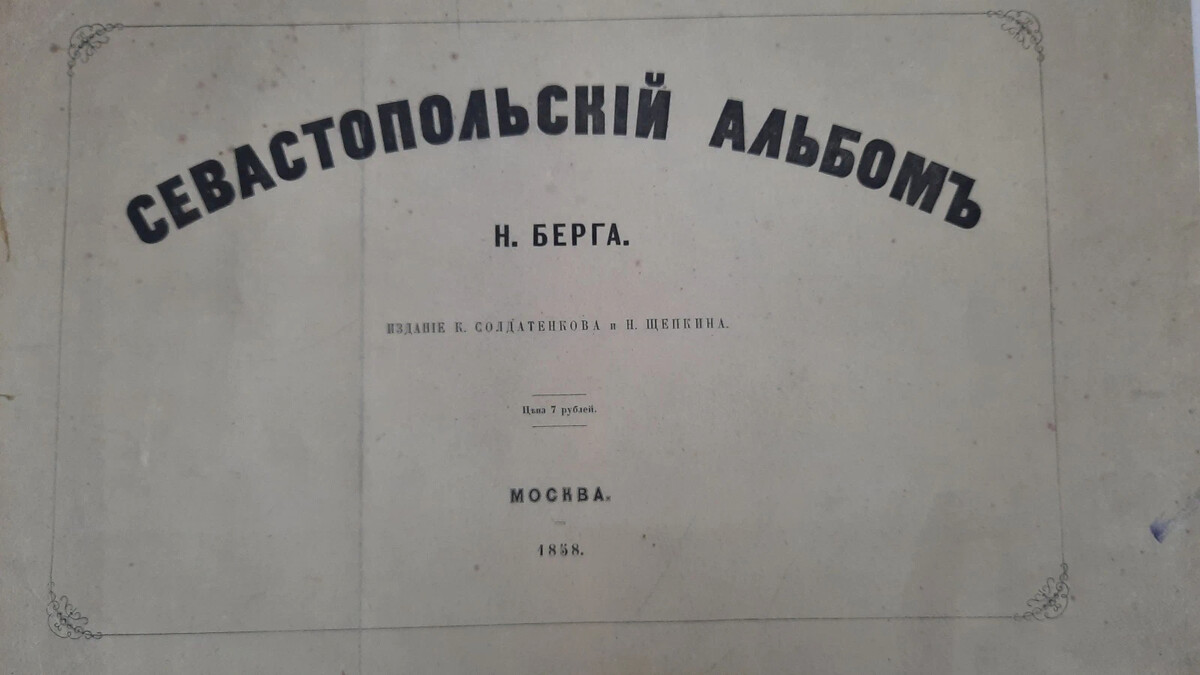 СЕВАСТОПОЛЬСКІЙ АЛЬБОМЪ
Н. БЕРГА.
ИЗДАНІЕ К. СОЛДАТЕНКОВА и Н. ЩЕПКИНА.
Цѣна 7 рублей.
МОСКВА.
1858.